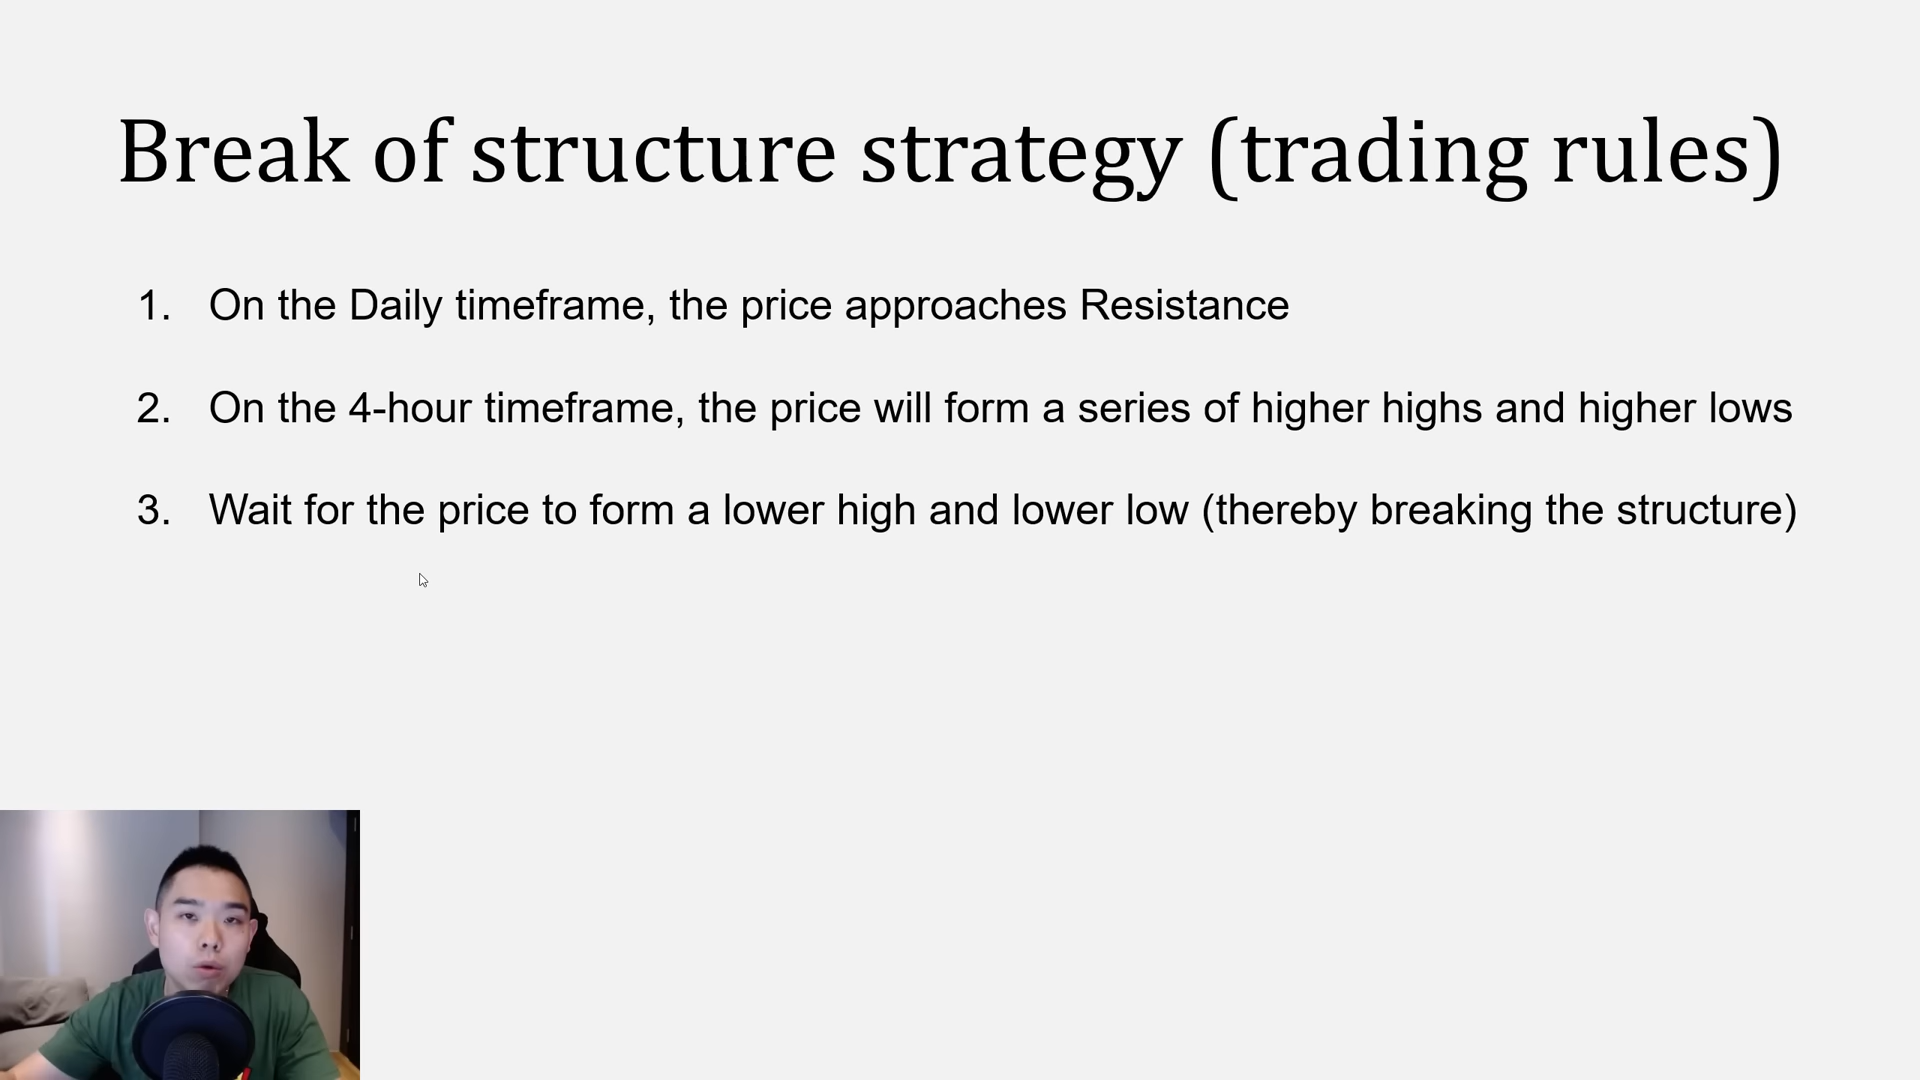 Break of structure strategy (trading rules)
1. On the Daily timeframe, the price approaches Resistance
2. On the 4-hour timeframe, the price will form a series of higher highs and higher lows
3. Wait for the price to form a lower high and lower low (thereby breaking the structure)